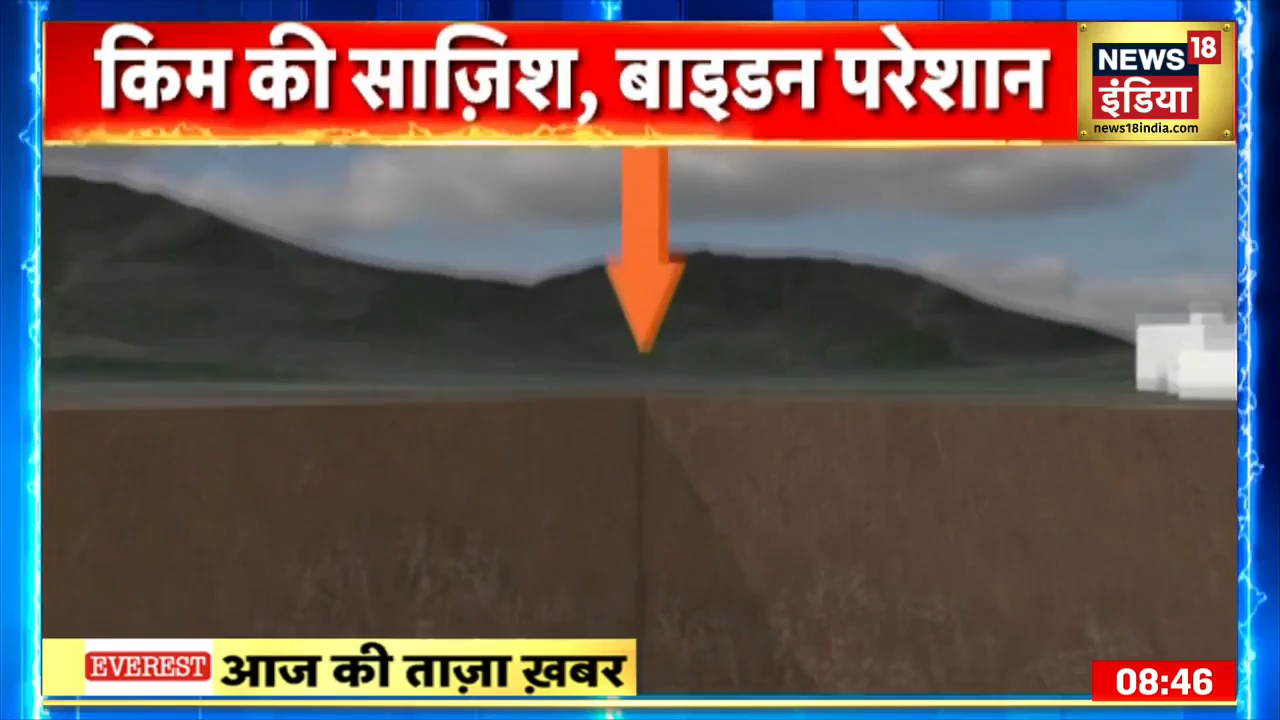 किम की साज़िश, बाइडन परेशान
NEWS 18
इंडिया
news18india.com
EVEREST आज की ताज़ा ख़बर
08:46